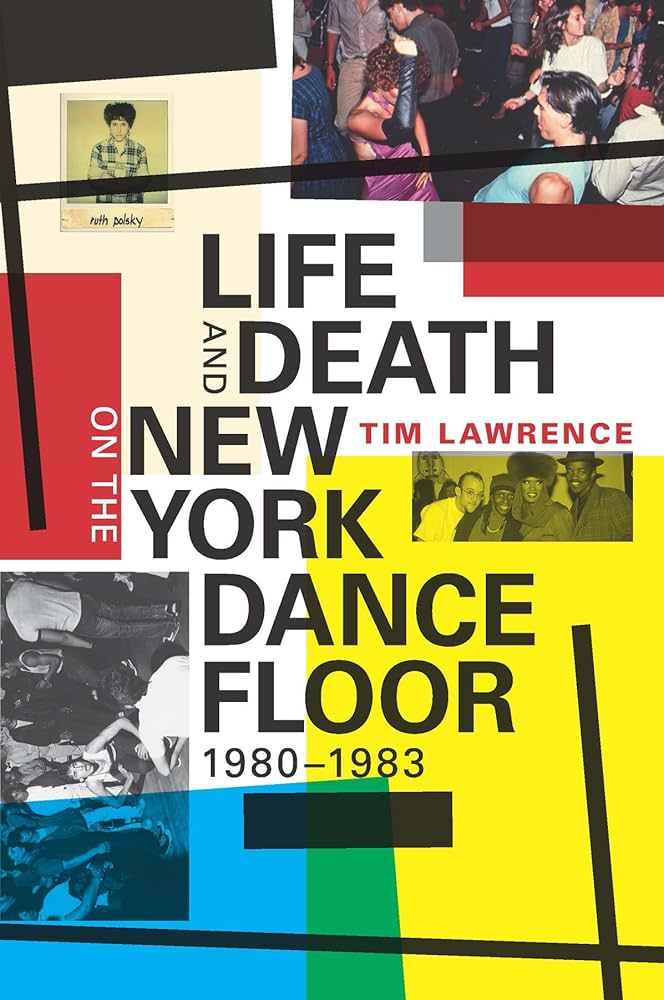 ruth polsky
LIFE
AND DEATH
ON THE NEW
YORK
DANCE
FLOOR
1980–1983
TIM LAWRENCE